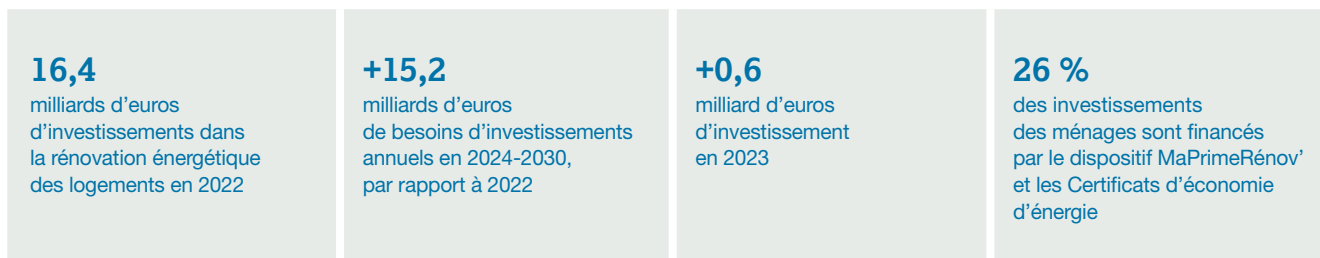 16,4
milliards d’euros
d’investissements dans
la rénovation énergétique
des logements en 2022
+15,2
milliards d’euros
de besoins d’investissements
annuels en 2024-2030,
par rapport à 2022
+0,6
milliard d’euros
d’investissement
en 2023
26 %
des investissements
des ménages sont financés
par le dispositif MaPrimeRénov’
et les Certificats d’économie
d’énergie